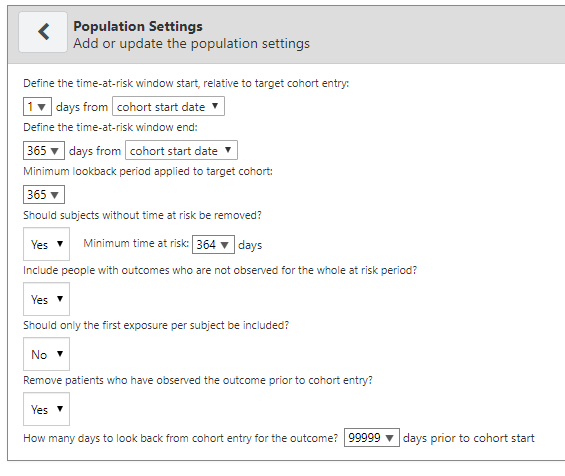 Population Settings
Add or update the population settings
Define the time-at-risk window start, relative to target cohort entry:
1 days from cohort start date
Define the time-at-risk window end:
365 days from cohort start date
Minimum lookback period applied to target cohort:
365
Should subjects without time at risk be removed?
Yes Minimum time at risk: 364 days
Include people with outcomes who are not observed for the whole at risk period?
Yes
Should only the first exposure per subject be included?
No
Remove patients who have observed the outcome prior to cohort entry?
Yes
How many days to look back from cohort entry for the outcome? 99999 days prior to cohort start